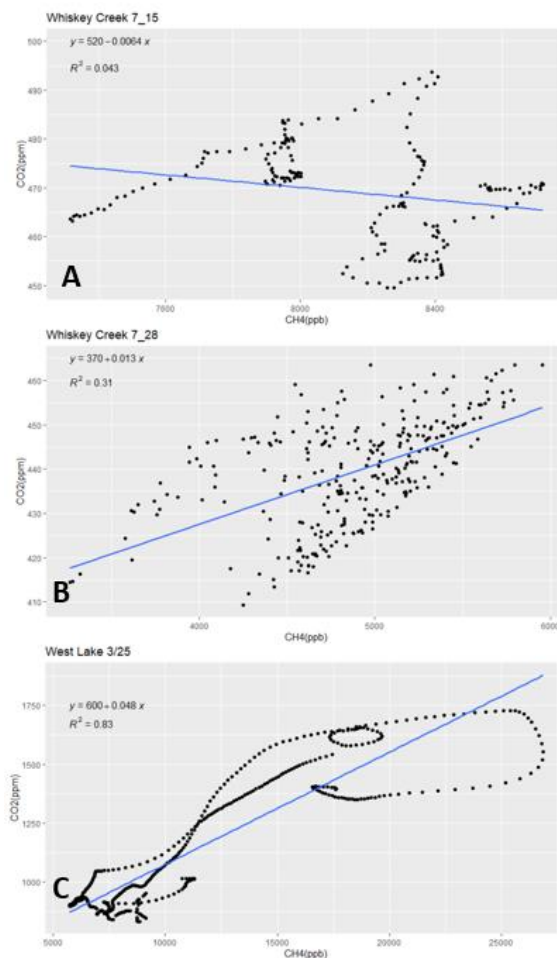 Whiskey Creek 7_15
y = 520 − 0.0064 x
R² = 0.043
500
490
480
470
460
450
CO2(ppm)
A
7600
8000
8400
CH4(ppb)
Whiskey Creek 7_28
y = 370 + 0.013 x
R² = 0.31
460
450
440
430
420
410
CO2(ppm)
B
4000
5000
6000
CH4(ppb)
West Lake 3/25
y = 600 + 0.048 x
R² = 0.83
1750
1500
1250
1000
CO2(ppm)
C
5000
10000
15000
20000
25000
CH4(ppb)